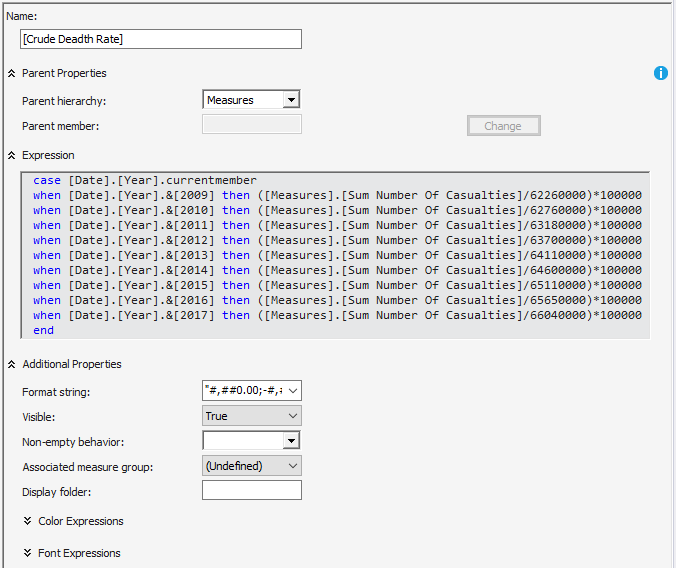 Name:
[Crude Deadth Rate]
Parent Properties
Parent hierarchy:
Measures
Parent member:
Change
Expression
case [Date].[Year].currentmember
when [Date].[Year].&[2009] then ([Measures].[Sum Number Of Casualties]/62260000)*100000
when [Date].[Year].&[2010] then ([Measures].[Sum Number Of Casualties]/62760000)*100000
when [Date].[Year].&[2011] then ([Measures].[Sum Number Of Casualties]/63180000)*100000
when [Date].[Year].&[2012] then ([Measures].[Sum Number Of Casualties]/63700000)*100000
when [Date].[Year].&[2013] then ([Measures].[Sum Number Of Casualties]/64110000)*100000
when [Date].[Year].&[2014] then ([Measures].[Sum Number Of Casualties]/64600000)*100000
when [Date].[Year].&[2015] then ([Measures].[Sum Number Of Casualties]/65110000)*100000
when [Date].[Year].&[2016] then ([Measures].[Sum Number Of Casualties]/65650000)*100000
when [Date].[Year].&[2017] then ([Measures].[Sum Number Of Casualties]/66040000)*100000
end
Additional Properties
Format string:
"#,##0.00;-#,#
Visible:
True
Non-empty behavior:
Associated measure group:
(Undefined)
Display folder:
Color Expressions
Font Expressions